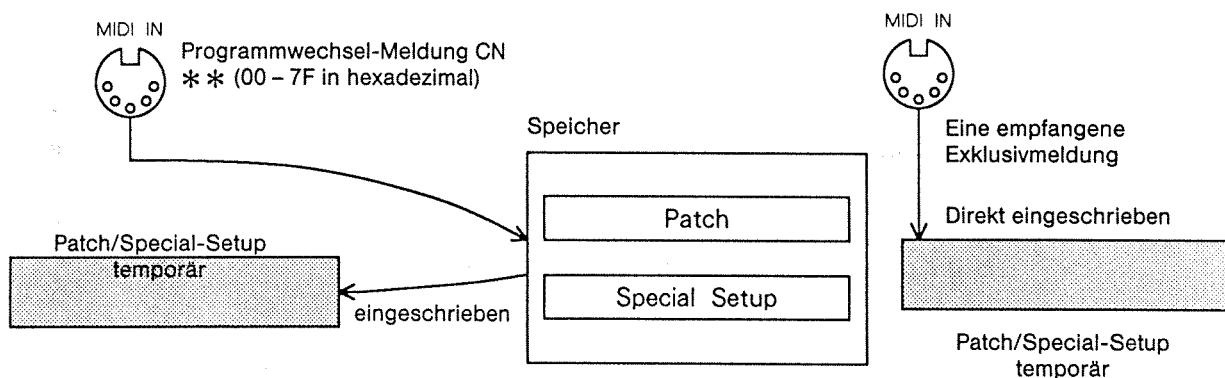 MIDI IN
Programmwechsel-Meldung CN
＊＊ (00 – 7F in hexadezimal)
Speicher
Patch
Special Setup
Patch/Special-Setup
temporär
eingeschrieben
MIDI IN
Eine empfangene
Exklusivmeldung
Direkt eingeschrieben
Patch/Special-Setup
temporär